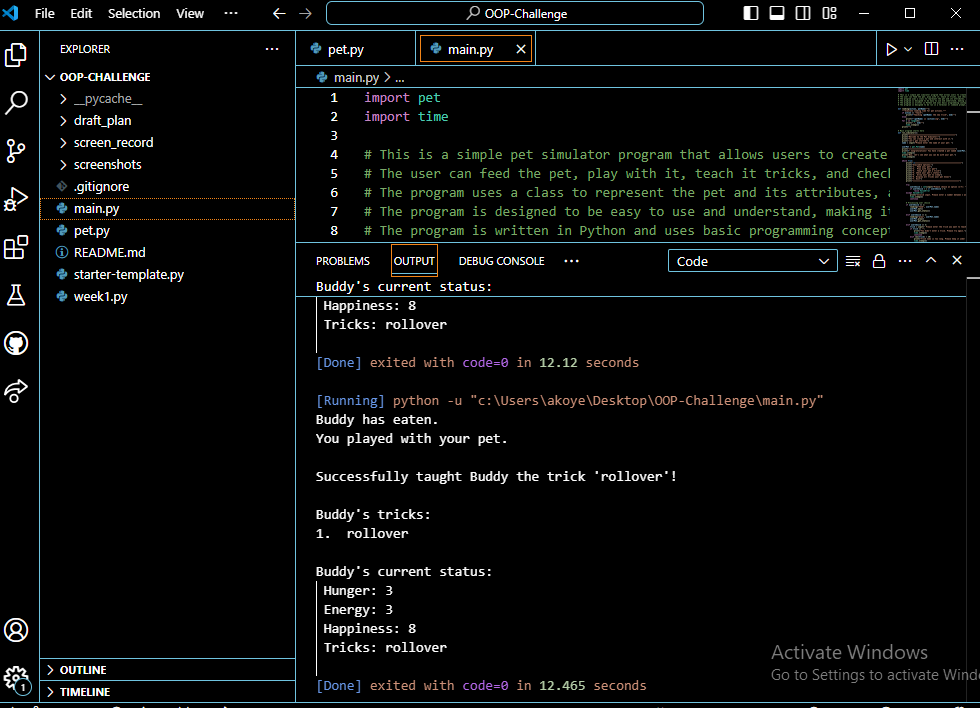 File Edit Selection View ··· OOP-Challenge
EXPLORER ···
OOP-CHALLENGE
__pycache__
draft_plan
screen_record
screenshots
.gitignore
main.py
pet.py
README.md
starter-template.py
week1.py
OUTLINE
TIMELINE
1
pet.py main.py
main.py > ...
1 import pet
2 import time
3
4 # This is a simple pet simulator program that allows users to create
5 # The user can feed the pet, play with it, teach it tricks, and chec
6 # The program uses a class to represent the pet and its attributes, a
7 # The program is designed to be easy to use and understand, making it
8 # The program is written in Python and uses basic programming concept
PROBLEMS OUTPUT DEBUG CONSOLE ··· Code
Buddy's current status:
Happiness: 8
Tricks: rollover
[Done] exited with code=0 in 12.12 seconds
[Running] python -u "c:\Users\akoye\Desktop\OOP-Challenge\main.py"
Buddy has eaten.
You played with your pet.
Successfully taught Buddy the trick 'rollover'!
Buddy's tricks:
1. rollover
Buddy's current status:
Hunger: 3
Energy: 3
Happiness: 8
Tricks: rollover
[Done] exited with code=0 in 12.465 seconds
Activate Windows
Go to Settings to activate Wind